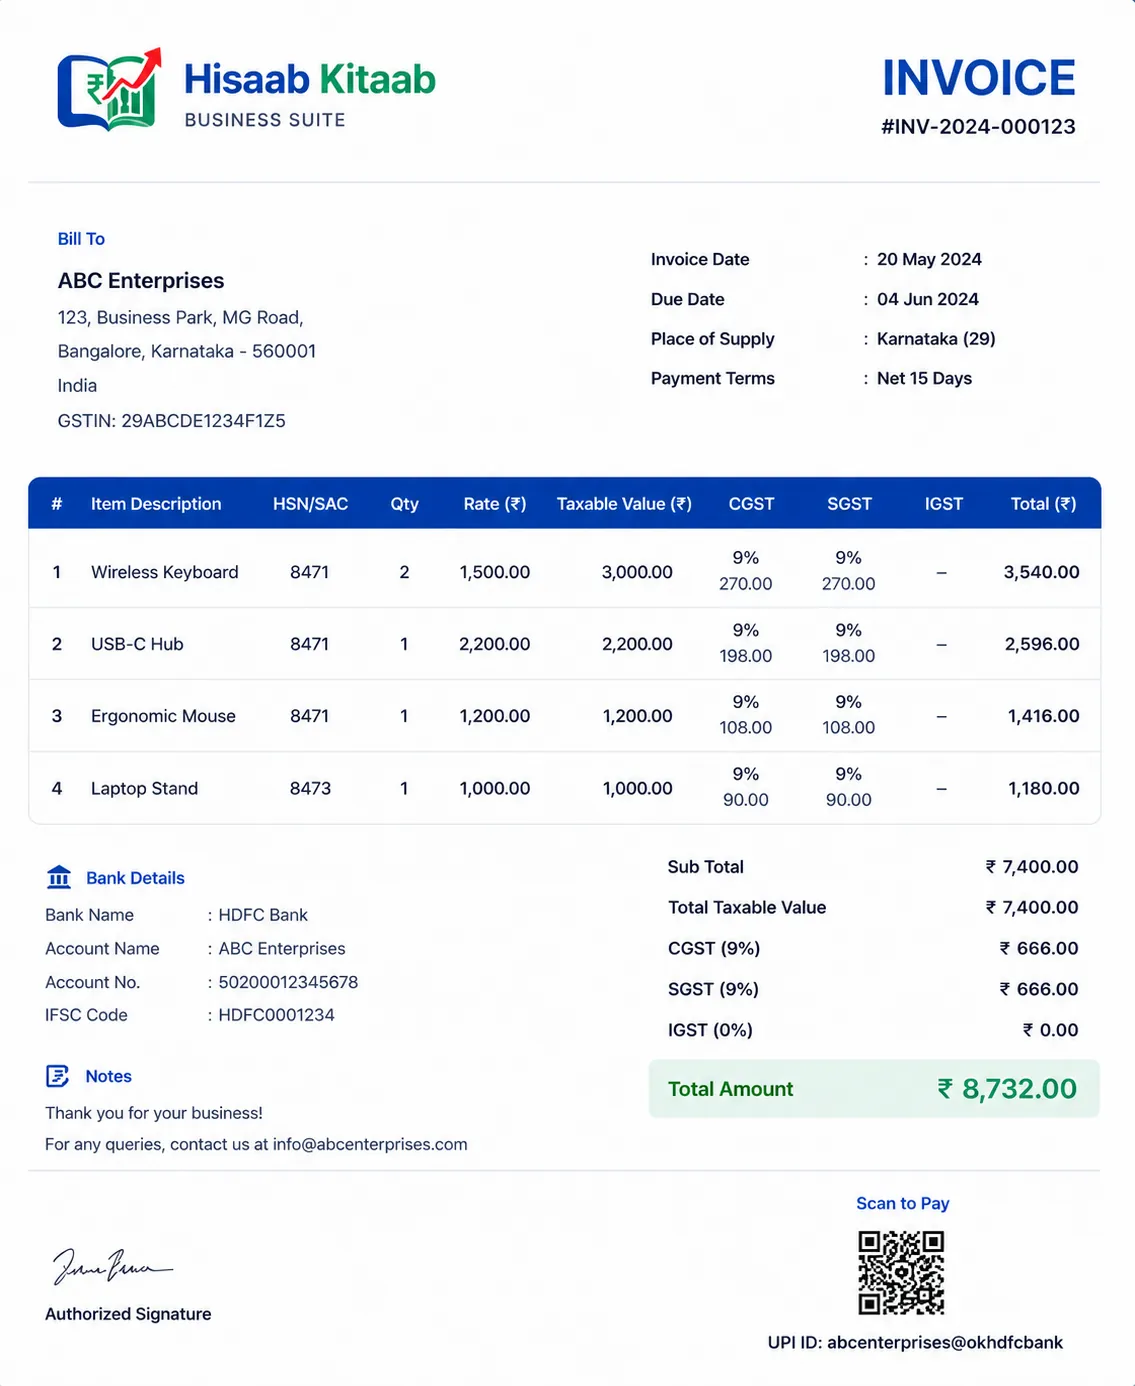 Hisaab Kitaab
BUSINESS SUITE
INVOICE
#INV-2024-000123
Bill To
ABC Enterprises
123, Business Park, MG Road,
Bangalore, Karnataka - 560001
India
GSTIN: 29ABCDE1234F1Z5
Invoice Date : 20 May 2024
Due Date : 04 Jun 2024
Place of Supply : Karnataka (29)
Payment Terms : Net 15 Days
# Item Description HSN/SAC Qty Rate (₹) Taxable Value (₹) CGST SGST IGST Total (₹)
1 Wireless Keyboard 8471 2 1,500.00 3,000.00 9% 270.00 9% 270.00 – 3,540.00
2 USB-C Hub 8471 1 2,200.00 2,200.00 9% 198.00 9% 198.00 – 2,596.00
3 Ergonomic Mouse 8471 1 1,200.00 1,200.00 9% 108.00 9% 108.00 – 1,416.00
4 Laptop Stand 8473 1 1,000.00 1,000.00 9% 90.00 9% 90.00 – 1,180.00
Bank Details
Bank Name : HDFC Bank
Account Name : ABC Enterprises
Account No. : 50200012345678
IFSC Code : HDFC0001234
Notes
Thank you for your business!
For any queries, contact us at info@abcenterprises.com
Sub Total ₹ 7,400.00
Total Taxable Value ₹ 7,400.00
CGST (9%) ₹ 666.00
SGST (9%) ₹ 666.00
IGST (0%) ₹ 0.00
Total Amount ₹ 8,732.00
Authorized Signature
Scan to Pay
UPI ID: abcenterprises@okhdfcbank